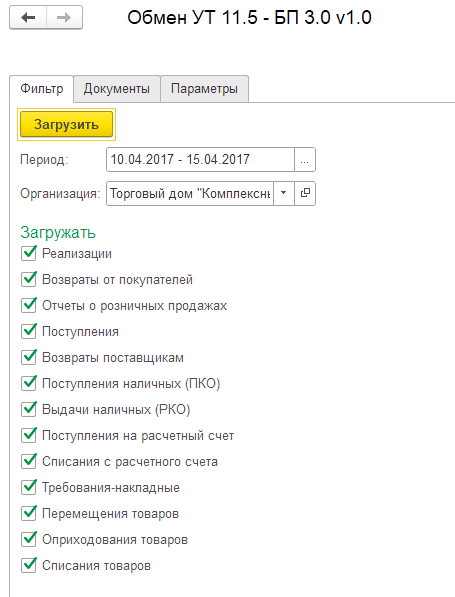 Обмен УТ 11.5 - БП 3.0 v1.0
Фильтр Документы Параметры
Загрузить
Период: 10.04.2017 - 15.04.2017 ...
Организация: Торговый дом "Комплексны
Загружать
Реализации
Возвраты от покупателей
Отчеты о розничных продажах
Поступления
Возвраты поставщикам
Поступления наличных (ПКО)
Выдачи наличных (РКО)
Поступления на расчетный счет
Списания с расчетного счета
Требования-накладные
Перемещения товаров
Оприходования товаров
Списания товаров